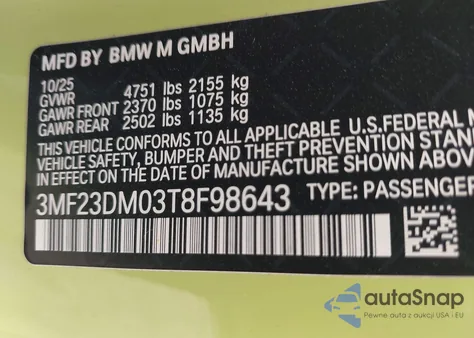 MFD BY BMW M GMBH
10/25
GVWR 4751 lbs 2155 kg
GAWR FRONT 2370 lbs 1075 kg
GAWR REAR 2502 lbs 1135 kg
THIS VEHICLE CONFORMS TO ALL APPLICABLE U.S.FEDERAL
VEHICLE SAFETY, BUMPER AND THEFT PREVENTION STANDAR
IN EFFECT ON THE DATE OF MANUFACTURE SHOWN ABOVE
3MF23DM03T8F98643 TYPE: PASSENGER
autaSnap
Pewne auta z aukcji USA i EU